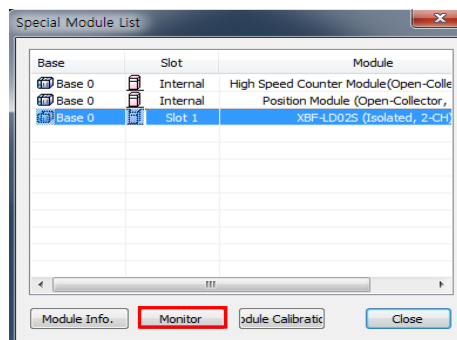 Special Module List
Base Slot Module
Base 0 Internal High Speed Counter Module(Open-Colle
Base 0 Internal Position Module (Open-Collector,
Base 0 Slot 1 XBF-LD02S (Isolated, 2-CH)
Module Info. Monitor odule Calibratic Close